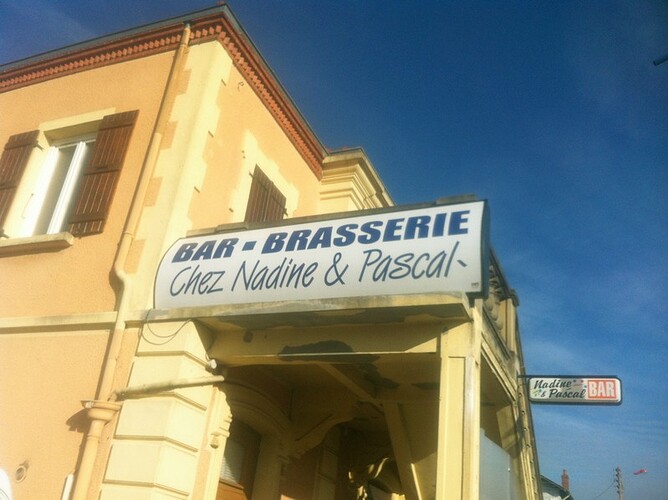 BAR - BRASSERIE
Chez Nadine & Pascal
Nadine
& Pascal
BAR